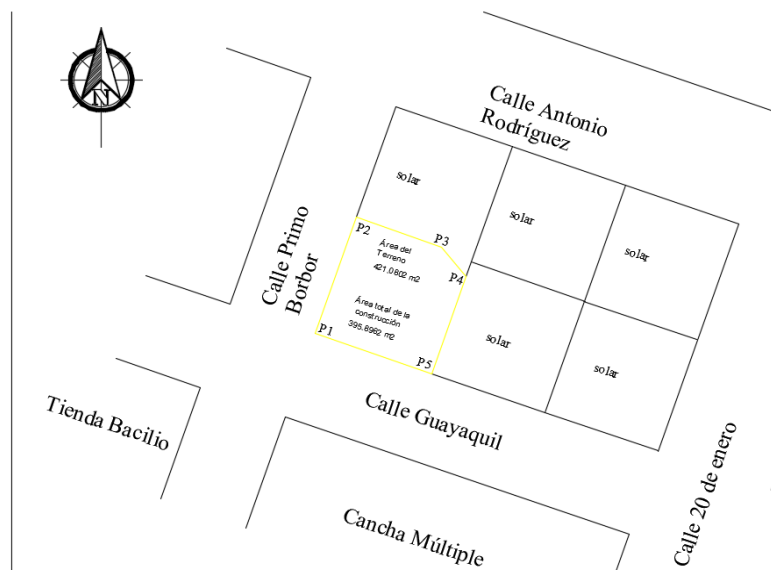 N
Calle Antonio
Rodríguez
solar
solar
solar
Calle Primo
Borbor
P2
P3
Área del
Terreno
421.0802 m2
P4
Área total de la
construcción
395.8962 m2
P1
P5
solar
solar
Tienda Bacilio
Calle Guayaquil
Calle 20 de enero
Cancha Múltiple